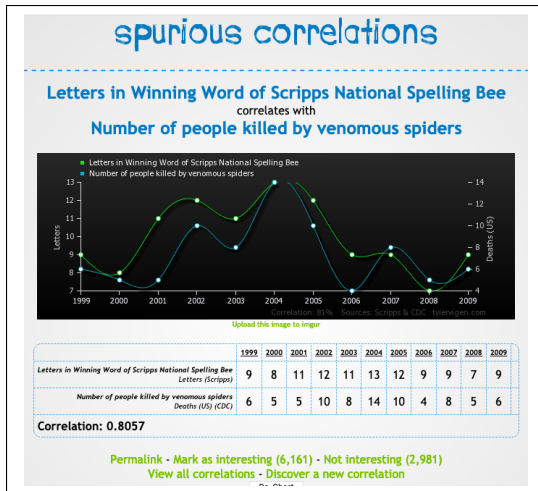 spurious correlations
Letters in Winning Word of Scripps National Spelling Bee
correlates with
Number of people killed by venomous spiders
Letters in Winning Word of Scripps National Spelling Bee
Number of people killed by venomous spiders
13
12
11
10
9
8
7
Letters
14
12
10
8
6
4
Deaths (US)
1999 2000 2001 2002 2003 2004 2005 2006 2007 2008 2009
Correlation: 81% Sources: Scripps & CDC tylervigen.com
Upload this image to imgur
1999 2000 2001 2002 2003 2004 2005 2006 2007 2008 2009
Letters in Winning Word of Scripps National Spelling Bee
Letters (Scripps)
9 8 11 12 11 13 12 9 9 7 9
Number of people killed by venomous spiders
Deaths (US) (CDC)
6 5 5 10 8 14 10 4 8 5 6
Correlation: 0.8057
Permalink - Mark as interesting (6,161) - Not interesting (2,981)
View all correlations - Discover a new correlation